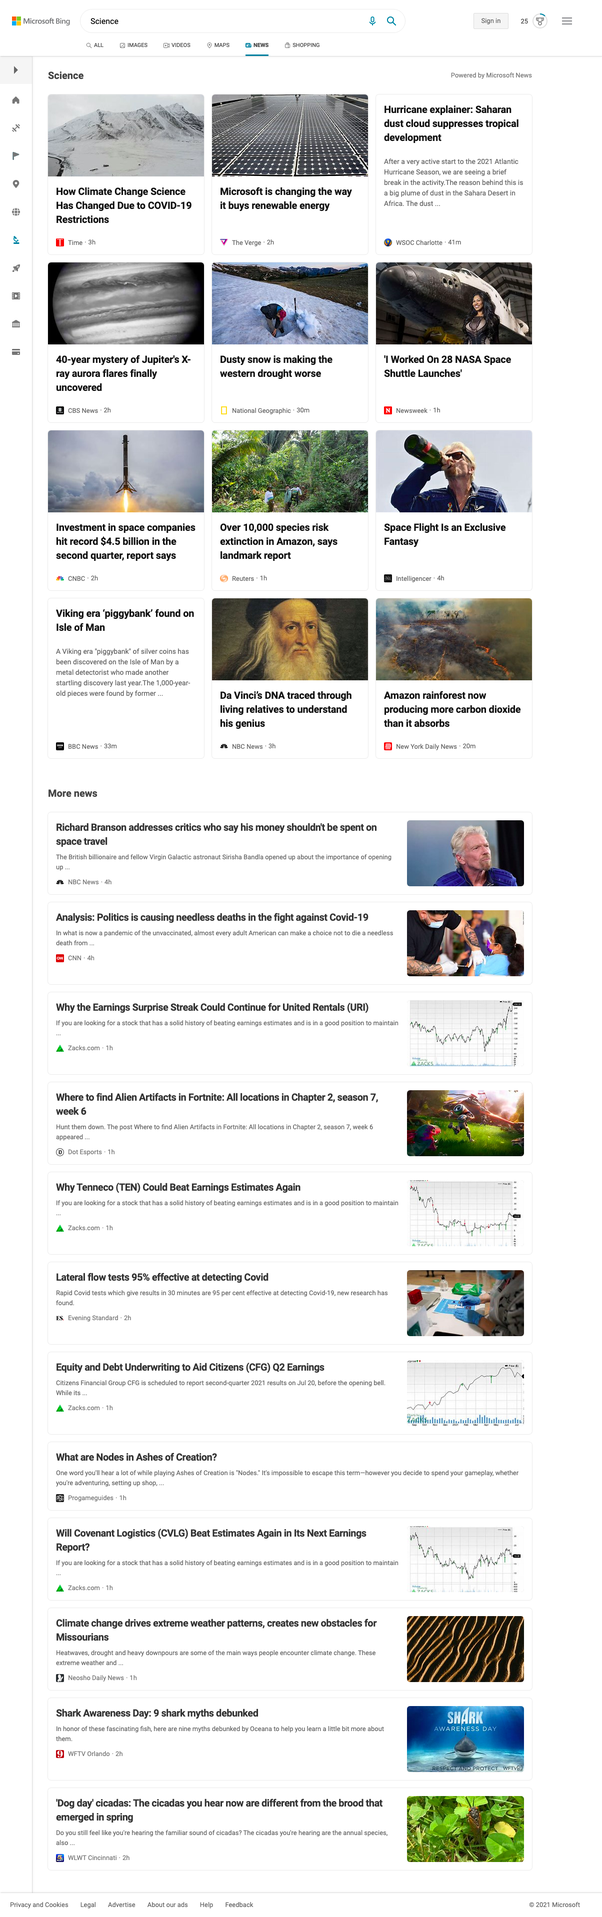 Microsoft Bing
Science
Sign in
25
ALL
IMAGES
VIDEOS
MAPS
NEWS
SHOPPING
Science
Powered by Microsoft News
How Climate Change Science
Has Changed Due to COVID-19
Restrictions
Time · 3h
Microsoft is changing the way
it buys renewable energy
The Verge · 2h
Hurricane explainer: Saharan
dust cloud suppresses tropical
development
After a very active start to the 2021 Atlantic
Hurricane Season, we are seeing a brief
break in the activity.The reason behind this is
a big plume of dust in the Sahara Desert in
Africa. The dust ...
WSOC Charlotte · 41m
40-year mystery of Jupiter's X-
ray aurora flares finally
uncovered
CBS News · 2h
Dusty snow is making the
western drought worse
National Geographic · 30m
'I Worked On 28 NASA Space
Shuttle Launches'
Newsweek · 1h
Investment in space companies
hit record $4.5 billion in the
second quarter, report says
CNBC · 2h
Over 10,000 species risk
extinction in Amazon, says
landmark report
Reuters · 1h
Space Flight Is an Exclusive
Fantasy
Intelligencer · 4h
Viking era 'piggybank' found on
Isle of Man
A Viking era "piggybank" of silver coins has
been discovered on the Isle of Man by a
metal detectorist who made another
startling discovery last year.The 1,000-year-
old pieces were found by former ...
BBC News · 33m
Da Vinci's DNA traced through
living relatives to understand
his genius
NBC News · 3h
Amazon rainforest now
producing more carbon dioxide
than it absorbs
New York Daily News · 20m
More news
Richard Branson addresses critics who say his money shouldn't be spent on
space travel
The British billionaire and fellow Virgin Galactic astronaut Sirisha Bandla opened up about the importance of opening
up ...
NBC News · 4h
Analysis: Politics is causing needless deaths in the fight against Covid-19
In what is now a pandemic of the unvaccinated, almost every adult American can make a choice not to die a needless
death from ...
CNN · 4h
Why the Earnings Surprise Streak Could Continue for United Rentals (URI)
If you are looking for a stock that has a solid history of beating earnings estimates and is in a good position to maintain
...
Zacks.com · 1h
Where to find Alien Artifacts in Fortnite: All locations in Chapter 2, season 7,
week 6
Hunt them down. The post Where to find Alien Artifacts in Fortnite: All locations in Chapter 2, season 7, week 6
appeared ...
Dot Esports · 1h
Why Tenneco (TEN) Could Beat Earnings Estimates Again
If you are looking for a stock that has a solid history of beating earnings estimates and is in a good position to maintain
...
Zacks.com · 1h
Lateral flow tests 95% effective at detecting Covid
Rapid Covid tests which give results in 30 minutes are 95 per cent effective at detecting Covid-19, new research has
found.
Evening Standard · 2h
Equity and Debt Underwriting to Aid Citizens (CFG) Q2 Earnings
Citizens Financial Group CFG is scheduled to report second-quarter 2021 results on Jul 20, before the opening bell.
While its ...
Zacks.com · 1h
What are Nodes in Ashes of Creation?
One word you'll hear a lot of while playing Ashes of Creation is "Nodes." It's impossible to escape this term—however you decide to spend your gameplay, whether
you're adventuring, setting up shop, ...
Progameguides · 1h
Will Covenant Logistics (CVLG) Beat Estimates Again in Its Next Earnings
Report?
If you are looking for a stock that has a solid history of beating earnings estimates and is in a good position to maintain
...
Zacks.com · 1h
Climate change drives extreme weather patterns, creates new obstacles for
Missourians
Heatwaves, drought and heavy downpours are some of the main ways people encounter climate change. These
extreme weather and ...
Neosho Daily News · 1h
Shark Awareness Day: 9 shark myths debunked
In honor of these fascinating fish, here are nine myths debunked by Oceana to help you learn a little bit more about
them.
WFTV Orlando · 2h
SHARK
AWARENESS DAY
RESPECT AND PROTECT
WFTV
'Dog day' cicadas: The cicadas you hear now are different from the brood that
emerged in spring
Do you still feel like you're hearing the familiar sound of cicadas? The cicadas you're hearing are the annual species,
also ...
WLWT Cincinnati · 2h
Privacy and Cookies
Legal
Advertise
About our ads
Help
Feedback
© 2021 Microsoft